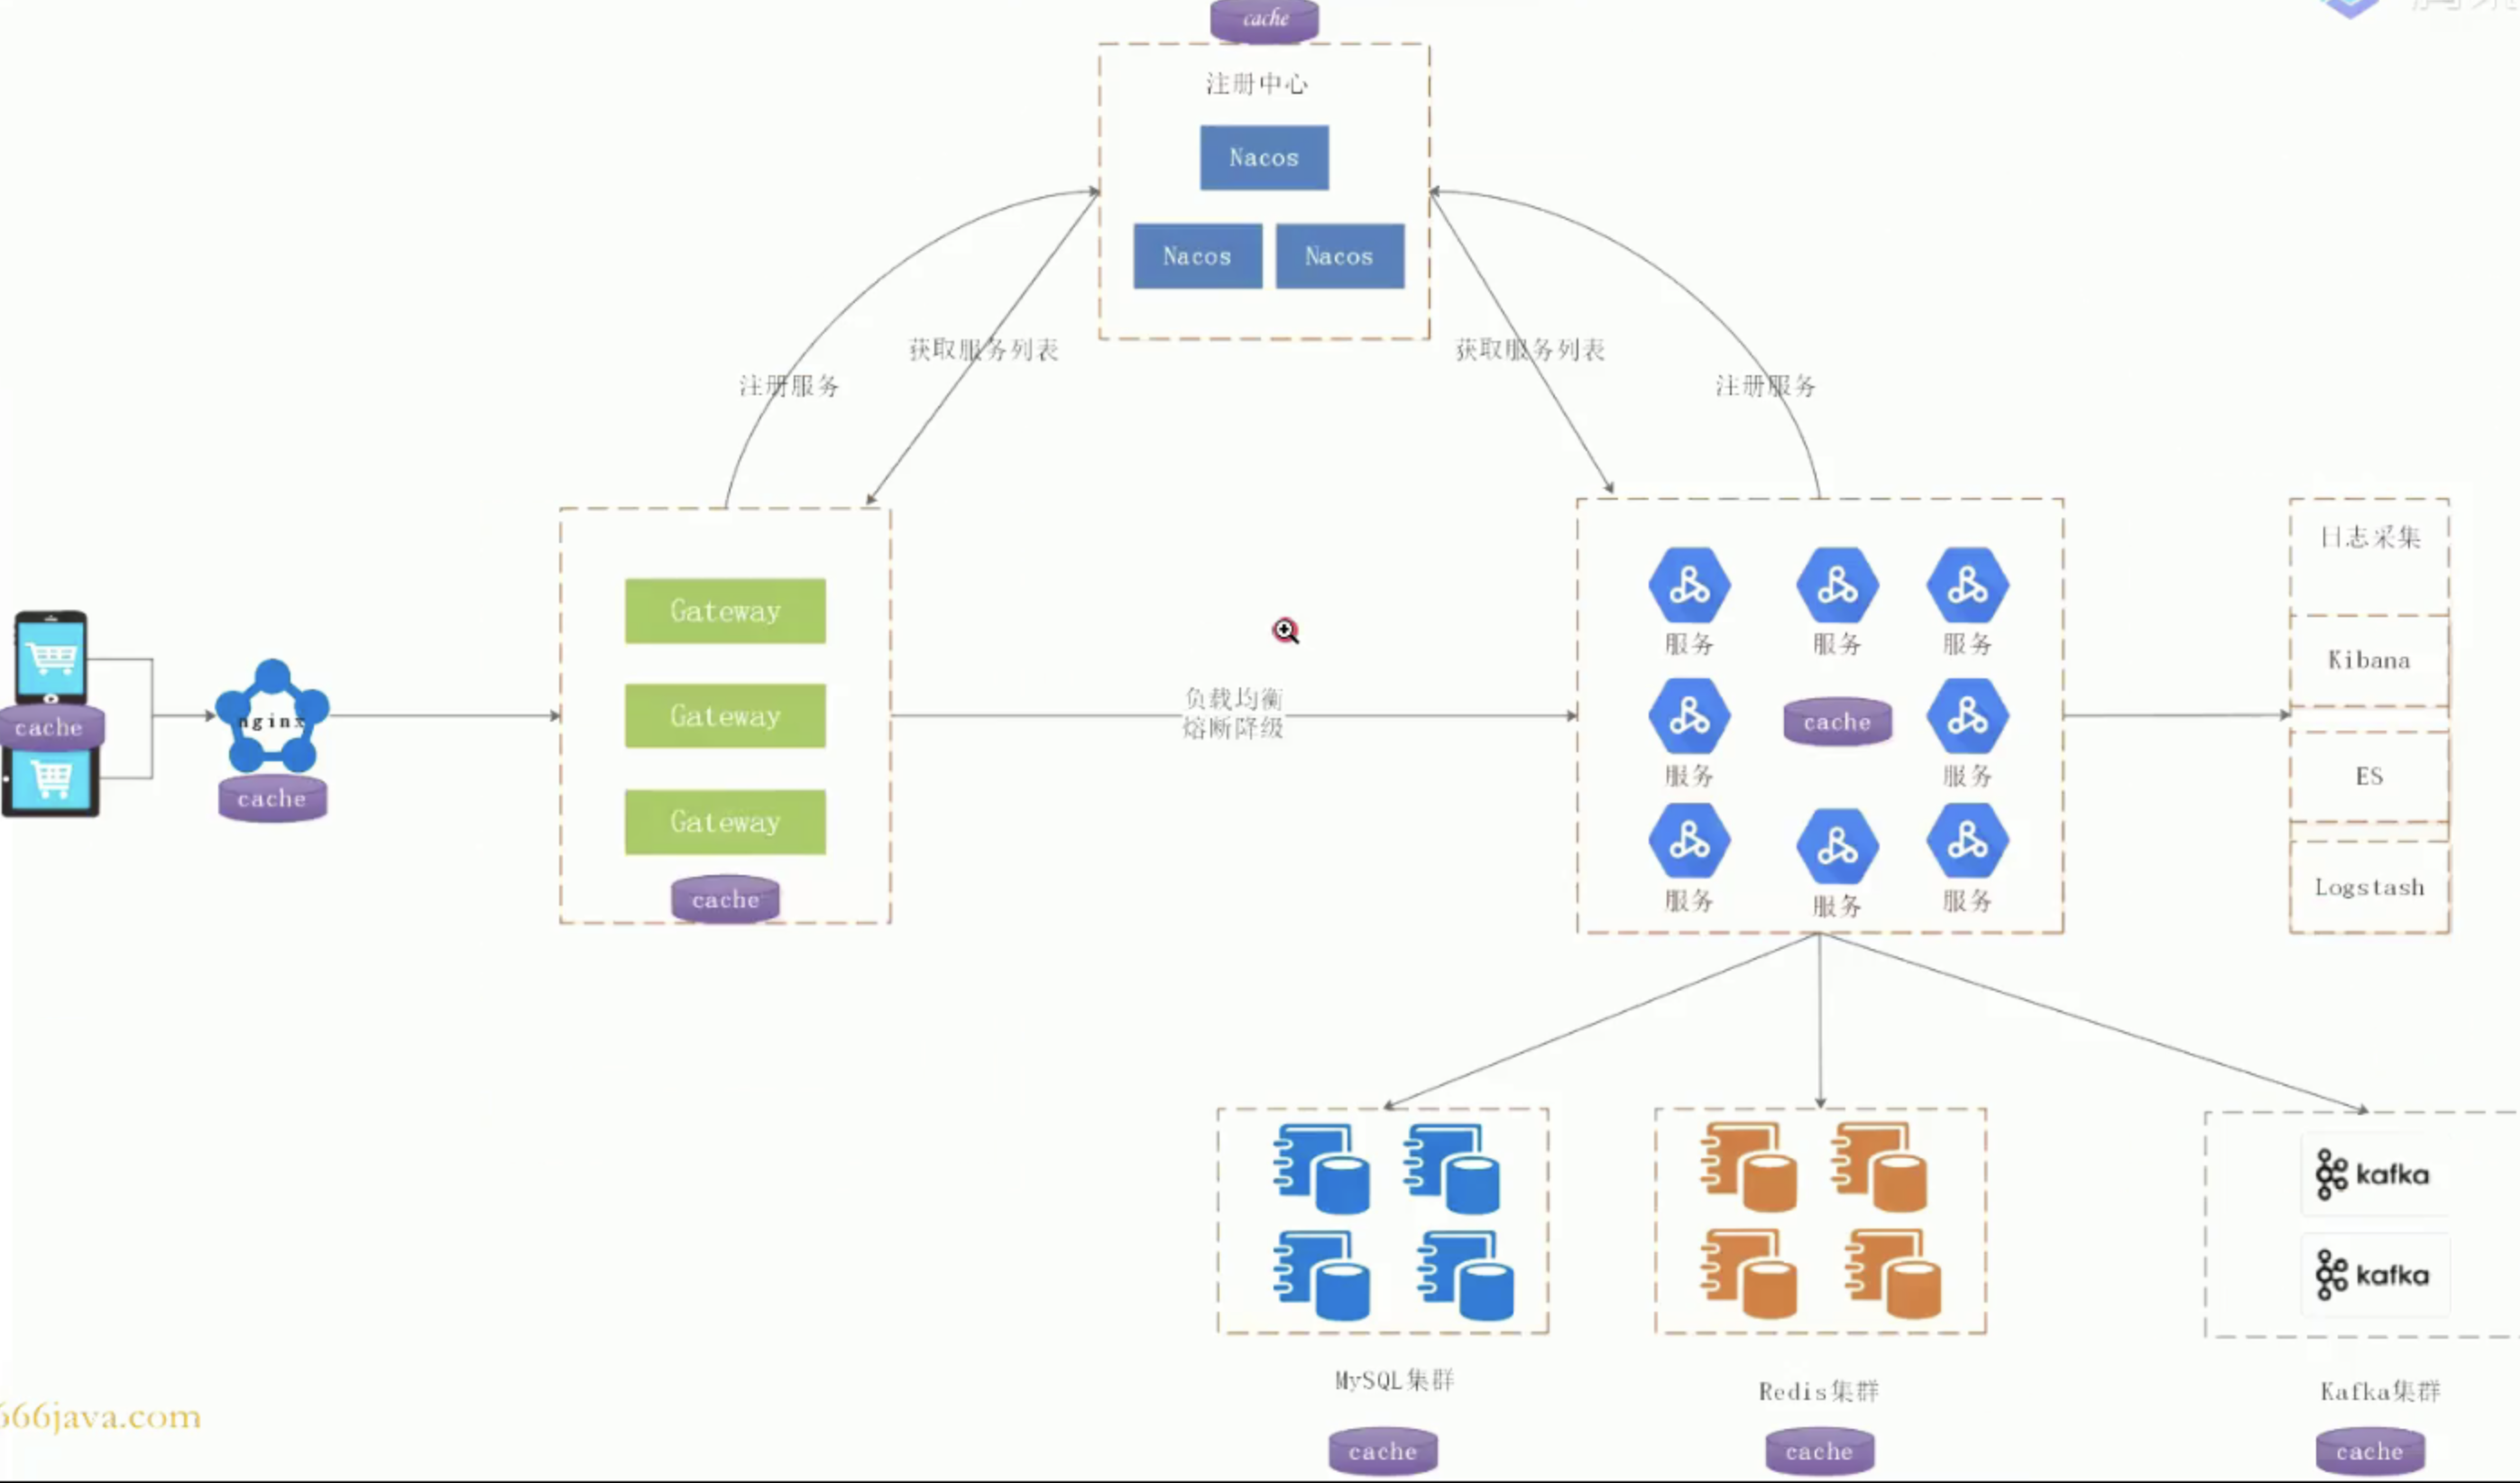 cache
注册中心
Nacos
Nacos
Nacos
获取服务列表
注册服务
获取服务列表
注册服务
cache
nginx
cache
Gateway
Gateway
Gateway
cache
负载均衡
熔断降级
服务
服务
服务
服务
cache
服务
服务
服务
服务
日志采集
Kibana
ES
Logstash
MySQL集群
cache
Redis集群
cache
kafka
kafka
Kafka集群
cache
666java.com